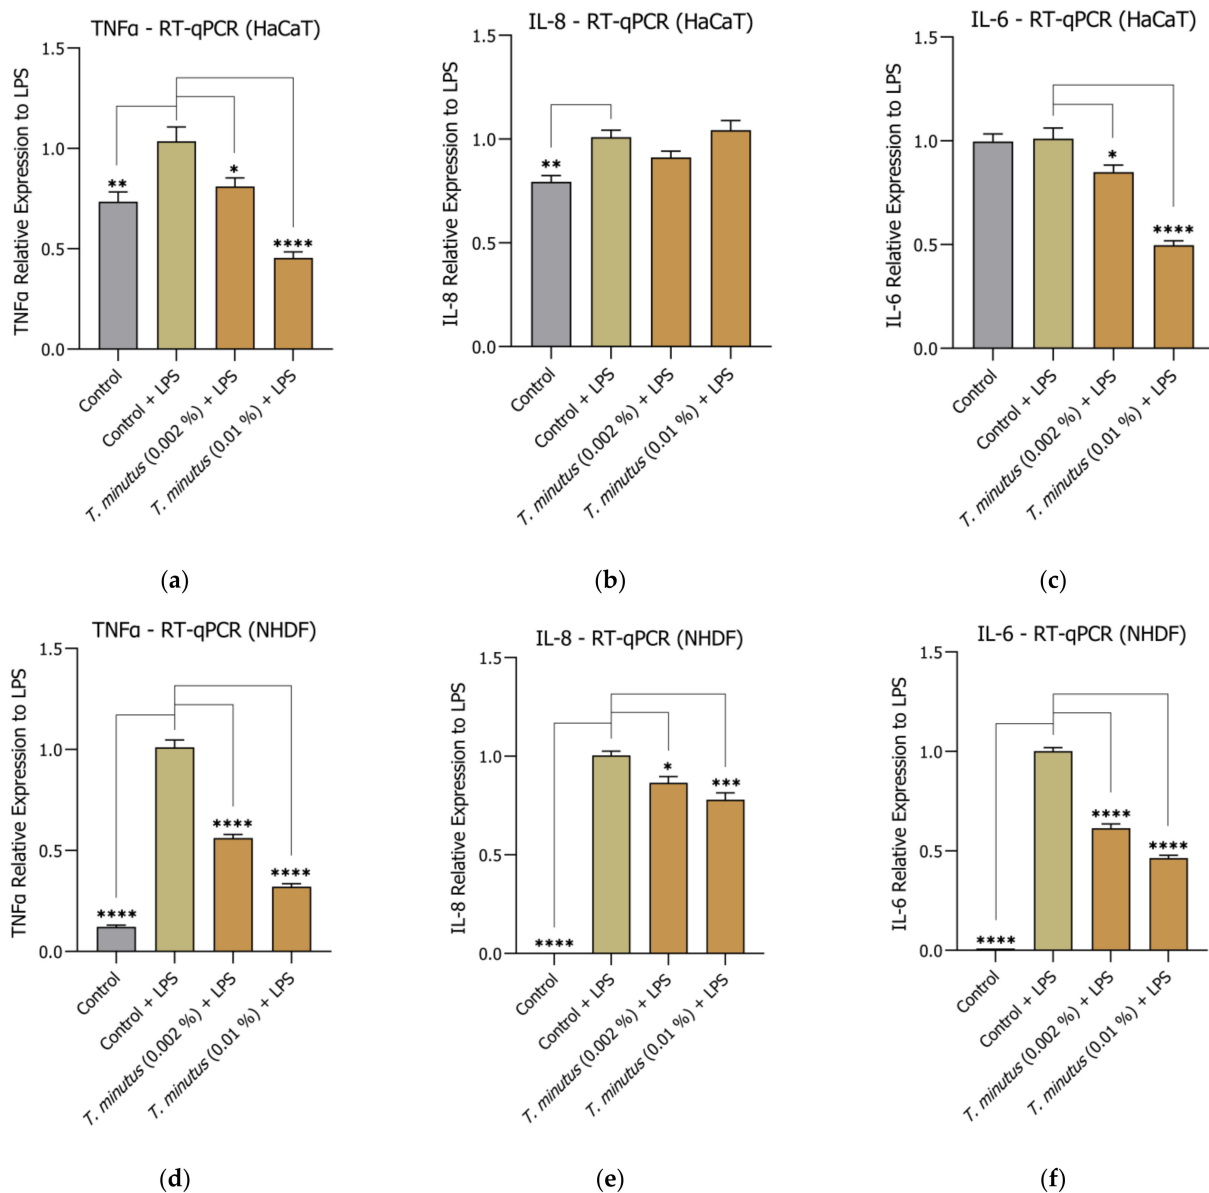 TNFα - RT-qPCR (HaCaT)
TNFα Relative Expression to LPS
1.5
1.0
0.5
0.0
**
*
****
Control
Control + LPS
T. minutus (0.002 %) + LPS
T. minutus (0.01 %) + LPS
(a)
IL-8 - RT-qPCR (HaCaT)
IL-8 Relative Expression to LPS
1.5
1.0
0.5
0.0
**
Control
Control + LPS
T. minutus (0.002 %) + LPS
T. minutus (0.01 %) + LPS
(b)
IL-6 - RT-qPCR (HaCaT)
IL-6 Relative Expression to LPS
1.5
1.0
0.5
0.0
*
****
Control
Control + LPS
T. minutus (0.002 %) + LPS
T. minutus (0.01 %) + LPS
(c)
TNFα - RT-qPCR (NHDF)
TNFα Relative Expression to LPS
1.5
1.0
0.5
0.0
****
****
****
Control
Control + LPS
T. minutus (0.002 %) + LPS
T. minutus (0.01 %) + LPS
(d)
IL-8 - RT-qPCR (NHDF)
IL-8 Relative Expression to LPS
1.5
1.0
0.5
0.0
****
*
***
Control
Control + LPS
T. minutus (0.002 %) + LPS
T. minutus (0.01 %) + LPS
(e)
IL-6 - RT-qPCR (NHDF)
IL-6 Relative Expression to LPS
1.5
1.0
0.5
0.0
****
****
****
Control
Control + LPS
T. minutus (0.002 %) + LPS
T. minutus (0.01 %) + LPS
(f)